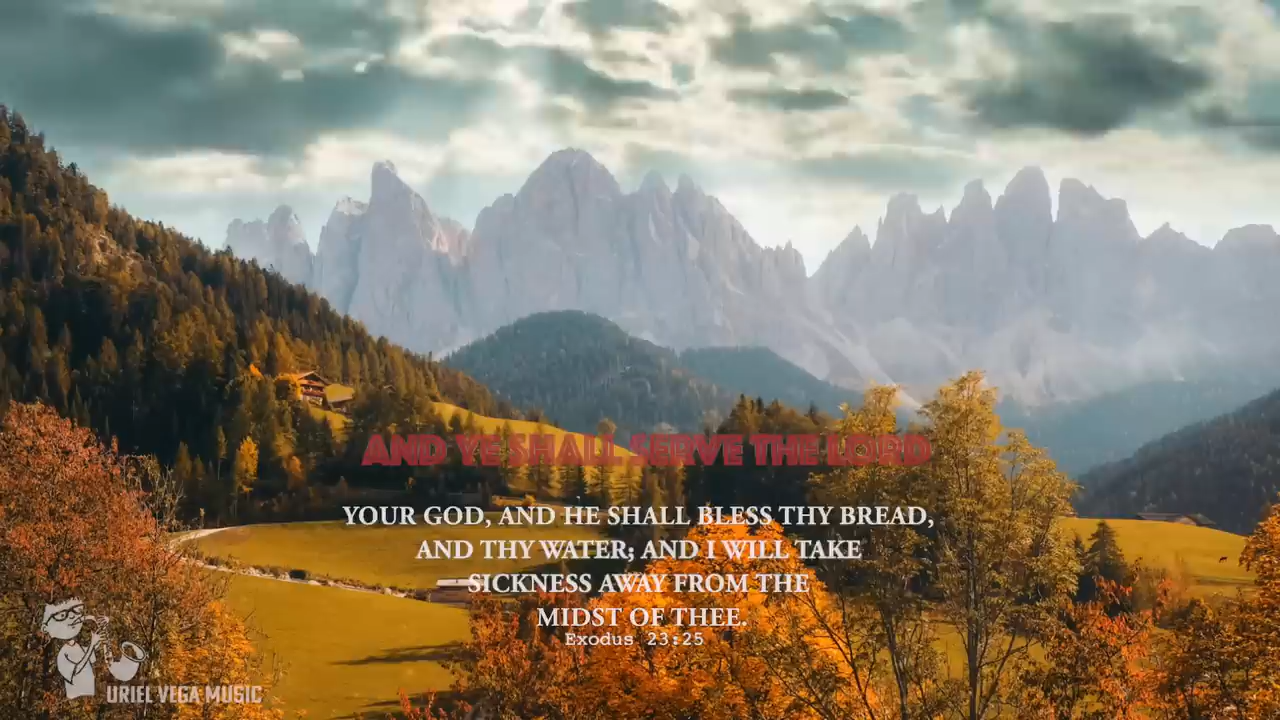 AND YE SHALL SERVE THE LORD
YOUR GOD, AND HE SHALL BLESS THY BREAD,
AND THY WATER; AND I WILL TAKE
SICKNESS AWAY FROM THE
MIDST OF THEE.
Exodus 23:25
URIEL VEGA MUSIC